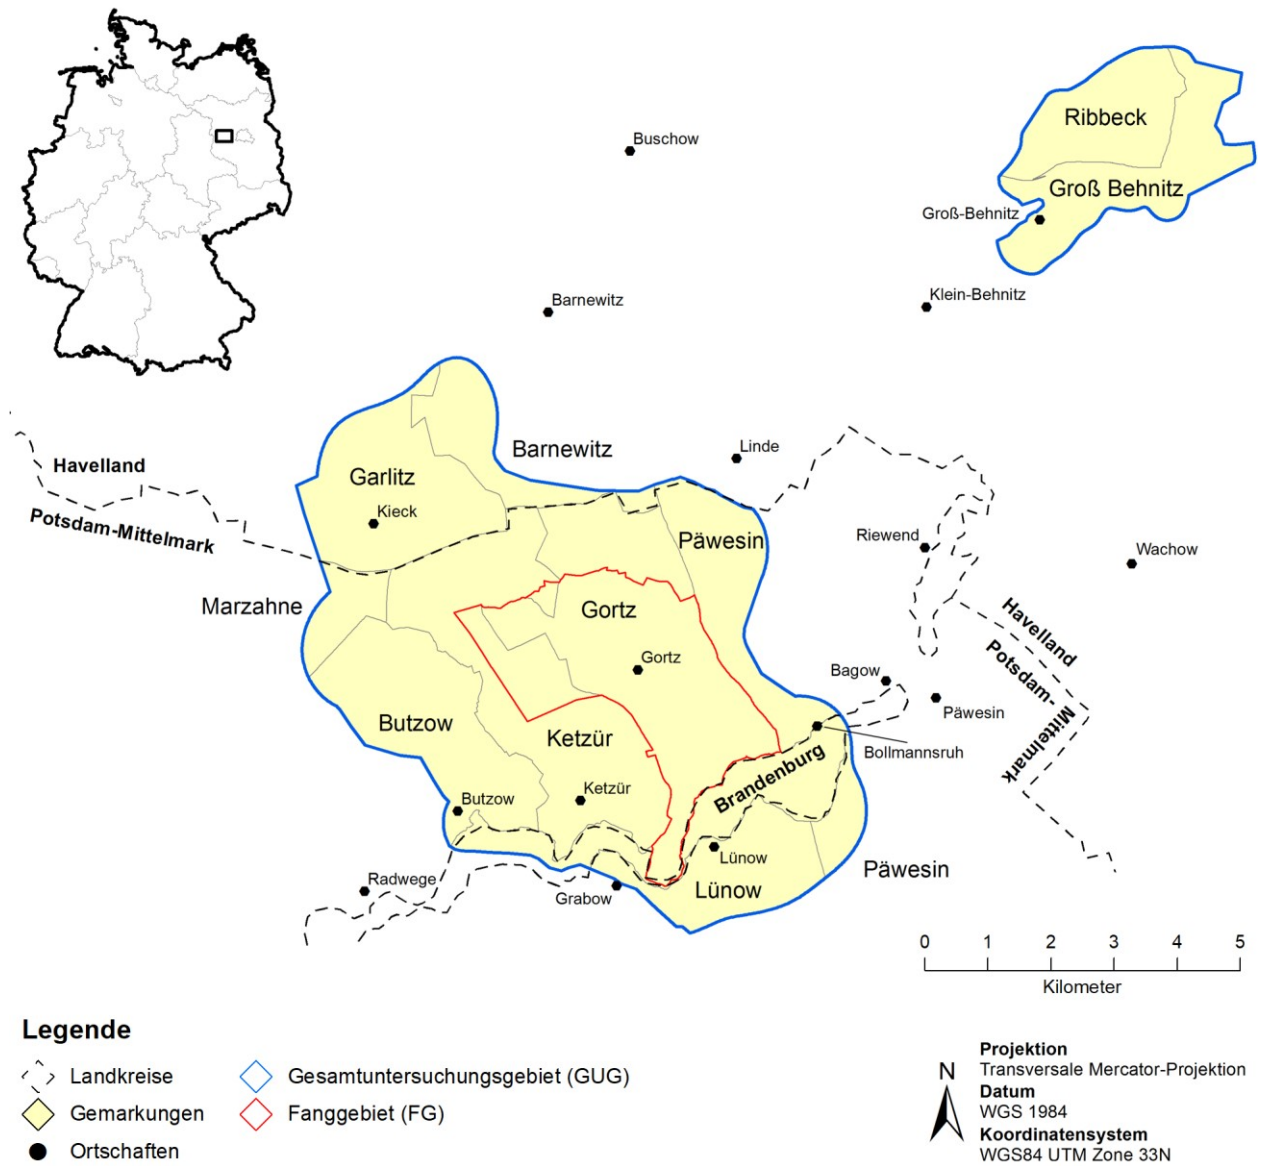 Buschow
Ribbeck
Groß Behnitz
Groß-Behnitz
Klein-Behnitz
Barnewitz
Barnewitz
Linde
Havelland
Potsdam-Mittelmark
Garlitz
Kieck
Päwesin
Riewend
Wachow
Marzahne
Gortz
Gortz
Havelland
Potsdam-
Mittelmark
Bagow
Päwesin
Butzow
Ketzür
Bollmannsruh
Brandenburg
Butzow
Ketzür
Lünow
Lünow
Päwesin
Radwege
Grabow
0 1 2 3 4 5
Kilometer
Legende
Landkreise
Gesamtuntersuchungsgebiet (GUG)
Gemarkungen
Fanggebiet (FG)
Ortschaften
N
Projektion
Transversale Mercator-Projektion
Datum
WGS 1984
Koordinatensystem
WGS84 UTM Zone 33N